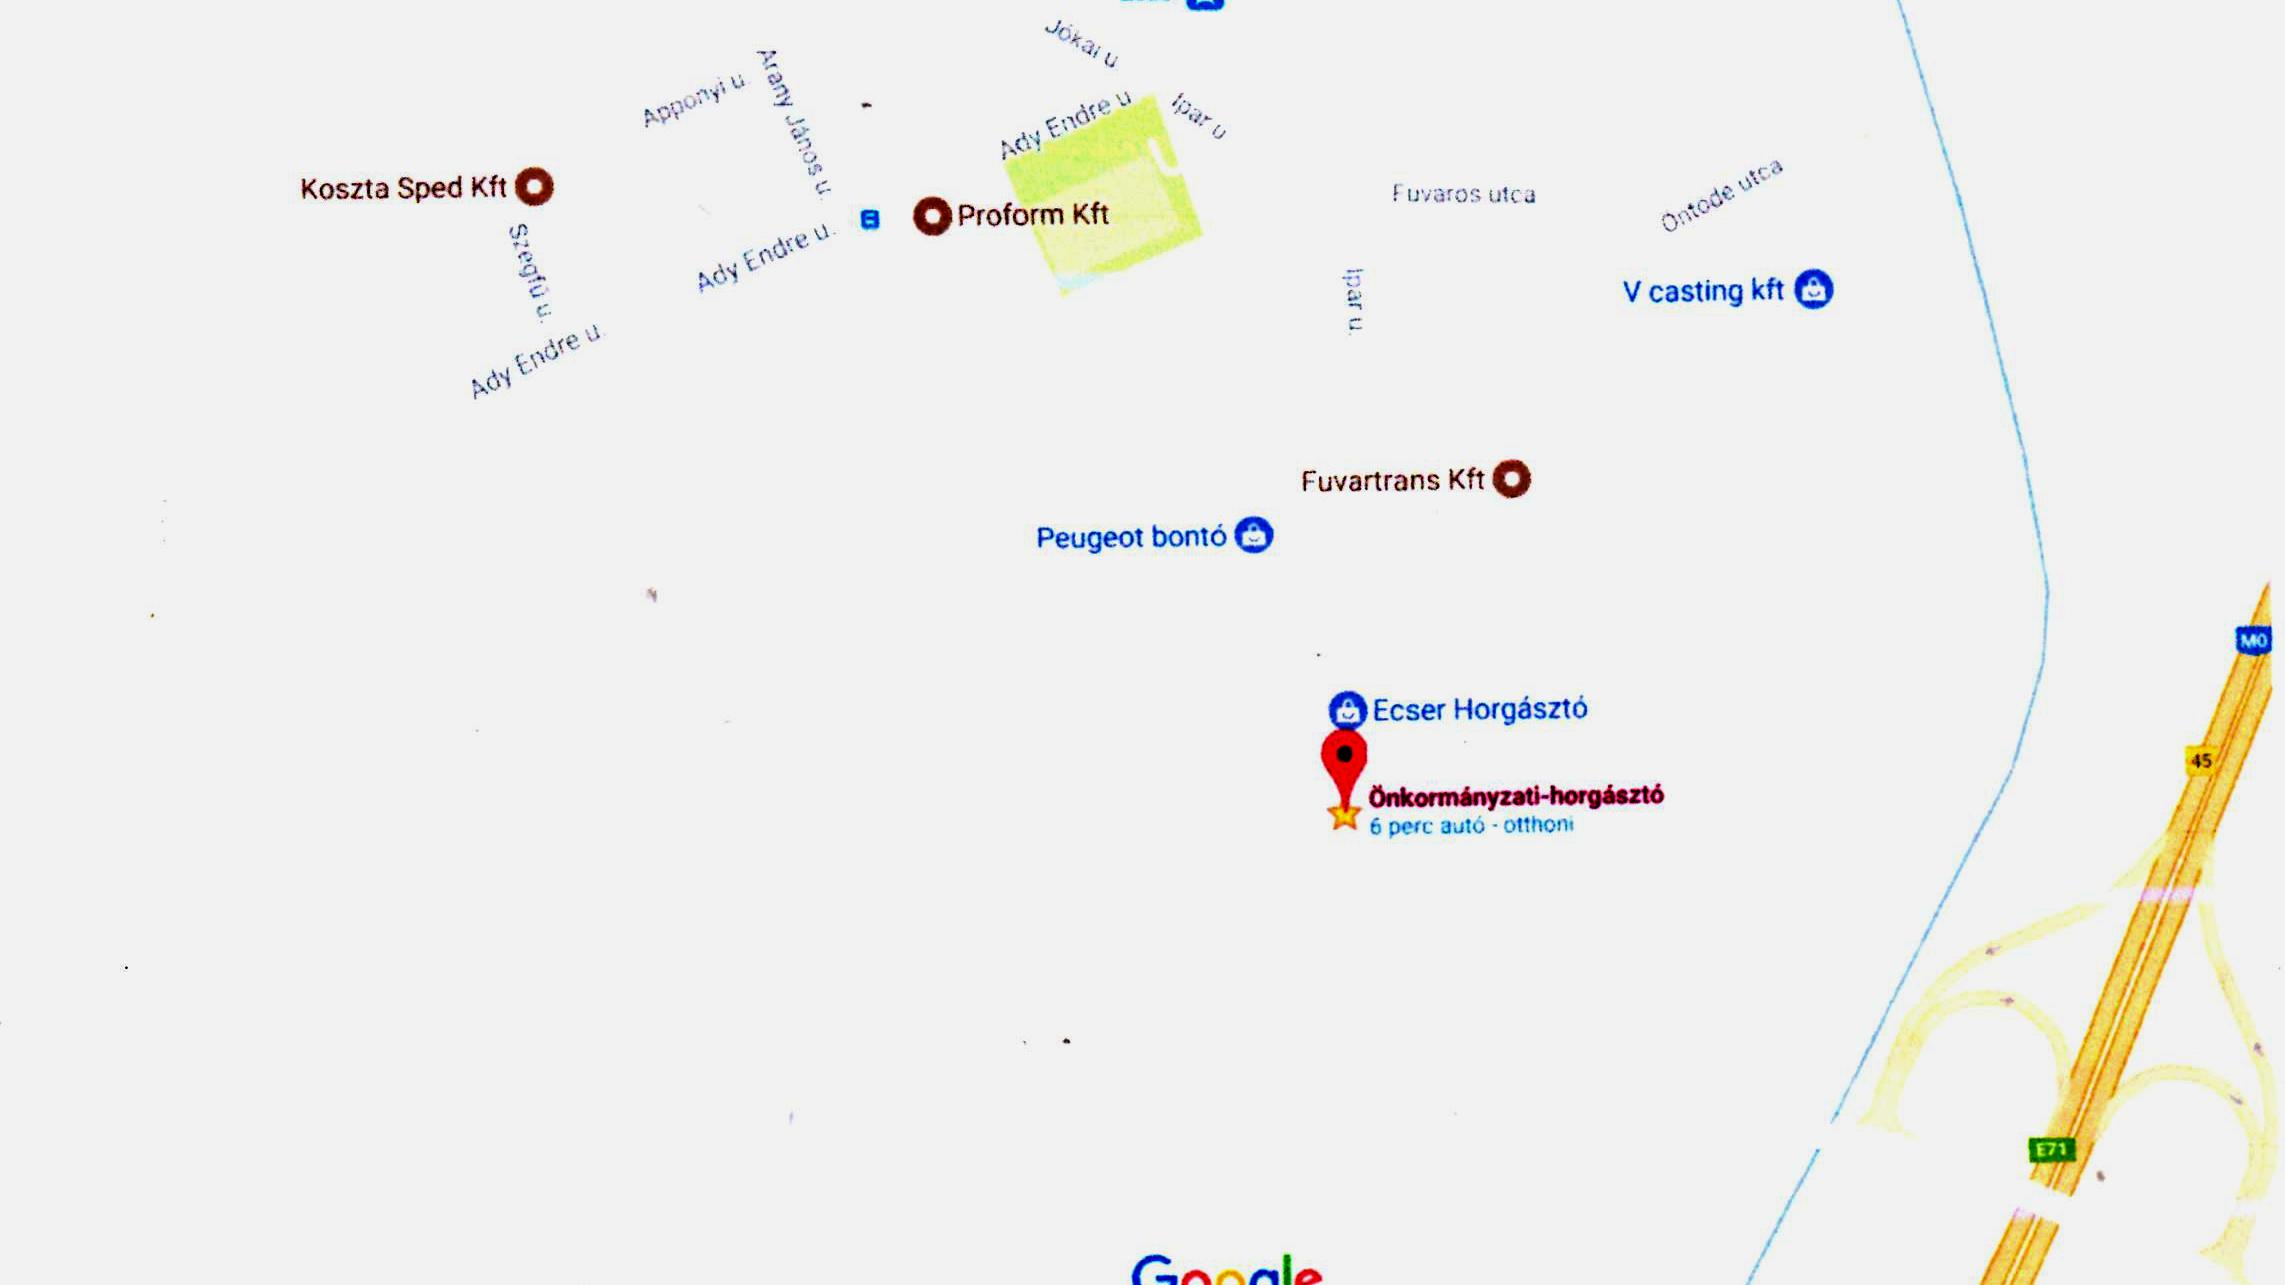 Jókai u
Arany János u.
Apponyi u.
Ady Endre u
Ipar u
Koszta Sped Kft
Fuvaros utca
Öntöde utca
Proform Kft
Szegfű u.
Ady Endre u.
Ipar u.
V casting kft
Ady Endre u.
Fuvartrans Kft
Peugeot bontó
M0
Ecser Horgásztó
45
Önkormányzati-horgásztó
6 perc autó - otthoni
E71
Google